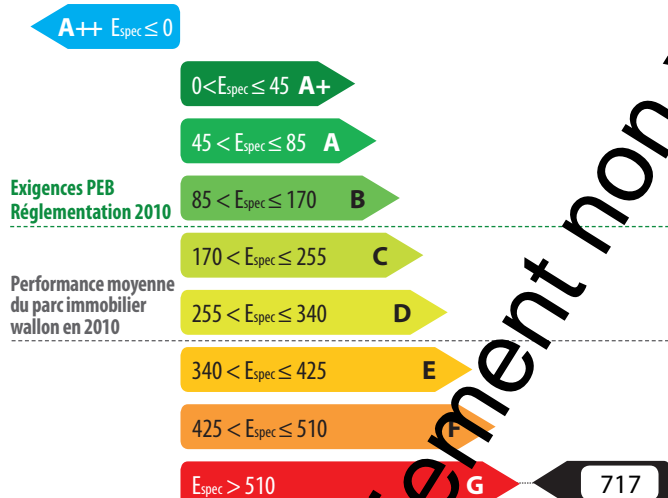 A++ Espec ≤ 0
0 < Espec ≤ 45 A+
45 < Espec ≤ 85 A
Exigences PEB
Réglementation 2010
85 < Espec ≤ 170 B
170 < Espec ≤ 255 C
Performance moyenne
du parc immobilier
wallon en 2010
255 < Espec ≤ 340 D
340 < Espec ≤ 425 E
425 < Espec ≤ 510 F
Espec > 510 G
717
non